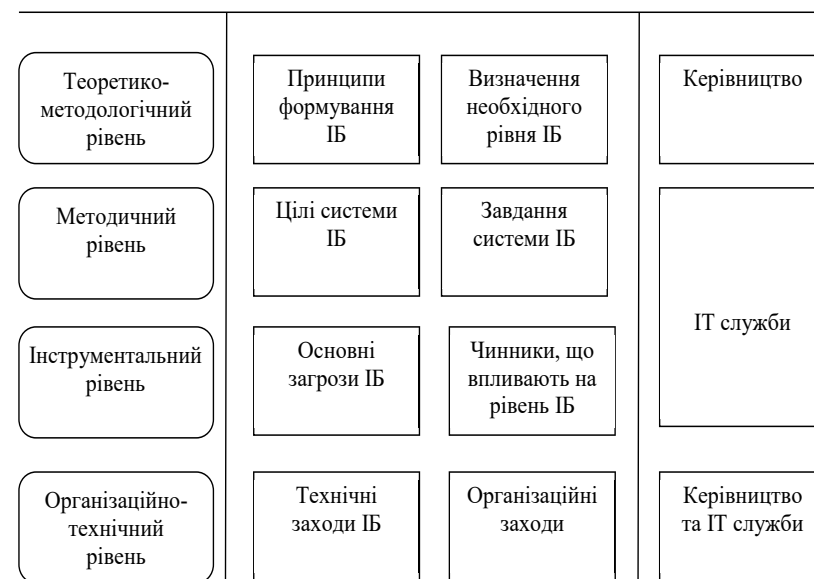 Теоретико-
методологічний
рівень
Принципи
формування
ІБ
Визначення
необхідного
рівня ІБ
Керівництво
Методичний
рівень
Цілі системи
ІБ
Завдання
системи ІБ
ІТ служби
Інструментальний
рівень
Основні
загрози ІБ
Чинники, що
впливають на
рівень ІБ
Організаційно-
технічний
рівень
Технічні
заходи ІБ
Організаційні
заходи
Керівництво
та ІТ служби